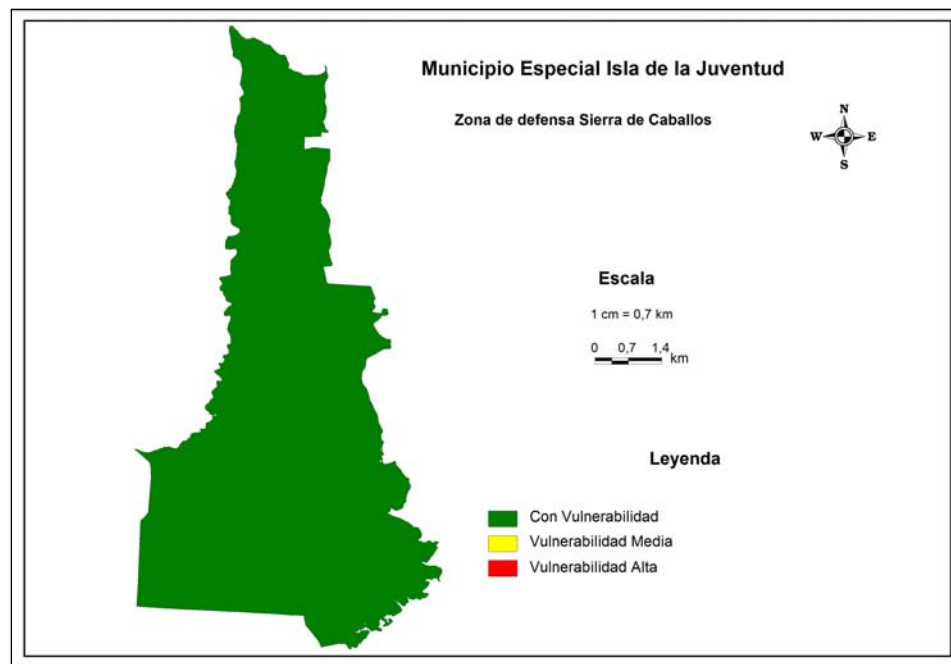 Municipio Especial Isla de la Juventud
Zona de defensa Sierra de Caballos
N
W E
S
Escala
1 cm = 0,7 km
0 0,7 1,4
km
Leyenda
Con Vulnerabilidad
Vulnerabilidad Media
Vulnerabilidad Alta